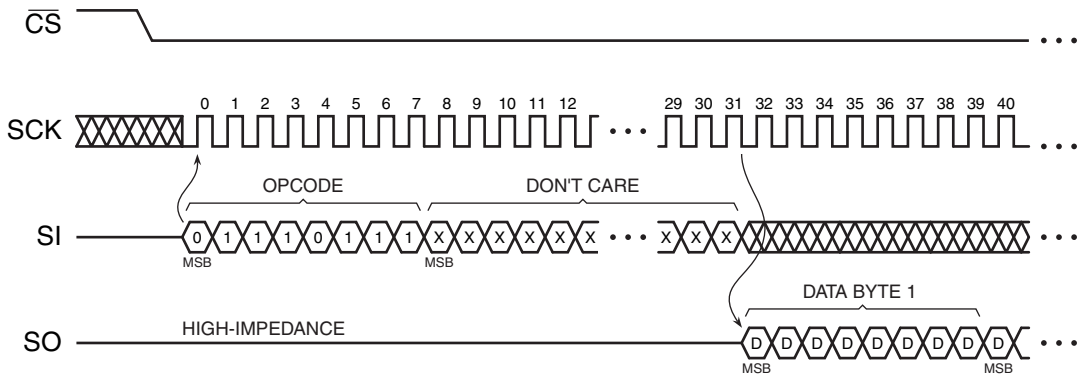 CS
0 1 2 3 4 5 6 7 8 9 10 11 12 29 30 31 32 33 34 35 36 37 38 39 40
SCK
OPCODE DON'T CARE
SI 0 1 1 1 0 1 1 1 X X X X X X X X X
MSB MSB
DATA BYTE 1
HIGH-IMPEDANCE
SO D D D D D D D D D
MSB MSB